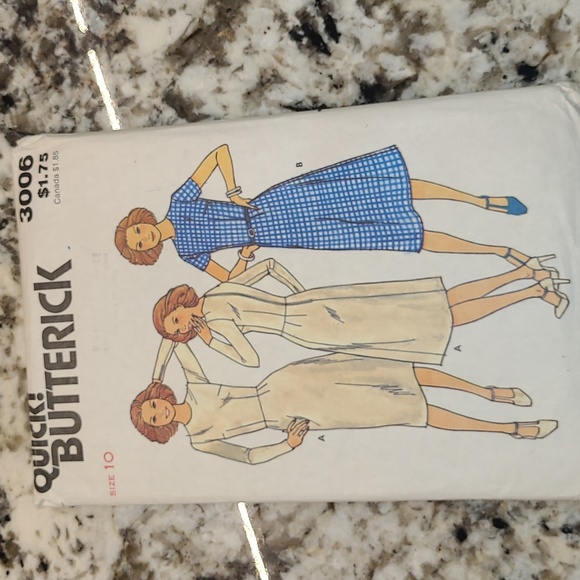 3006
$1.75
Canada $1.85
QUICK!
BUTTERICK
SIZE 10
B
A
A